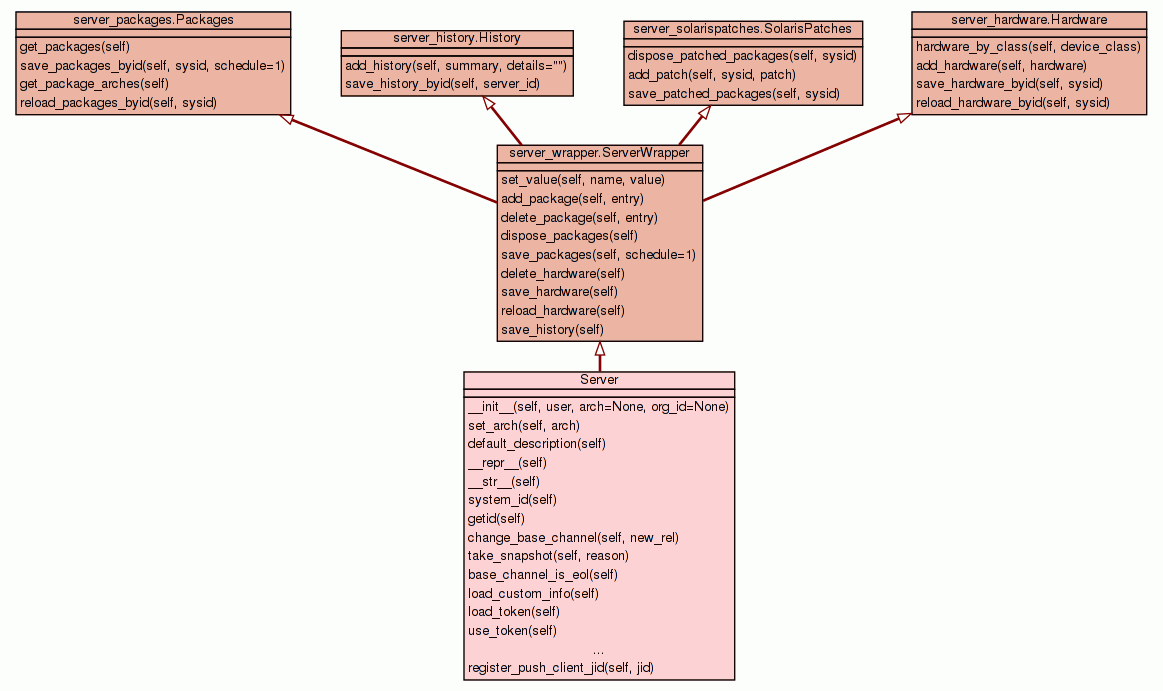 server_packages.Packages
get_packages(self)
save_packages_byid(self, sysid, schedule=1)
get_package_arches(self)
reload_packages_byid(self, sysid)
server_history.History
add_history(self, summary, details="")
save_history_byid(self, server_id)
server_solarispatches.SolarisPatches
dispose_patched_packages(self, sysid)
add_patch(self, sysid, patch)
save_patched_packages(self, sysid)
server_hardware.Hardware
hardware_by_class(self, device_class)
add_hardware(self, hardware)
save_hardware_byid(self, sysid)
reload_hardware_byid(self, sysid)
server_wrapper.ServerWrapper
set_value(self, name, value)
add_package(self, entry)
delete_package(self, entry)
dispose_packages(self)
save_packages(self, schedule=1)
delete_hardware(self)
save_hardware(self)
reload_hardware(self)
save_history(self)
Server
__init__(self, user, arch=None, org_id=None)
set_arch(self, arch)
default_description(self)
__repr__(self)
__str__(self)
system_id(self)
getid(self)
change_base_channel(self, new_rel)
take_snapshot(self, reason)
base_channel_is_eol(self)
load_custom_info(self)
load_token(self)
use_token(self)
...
register_push_client_jid(self, jid)